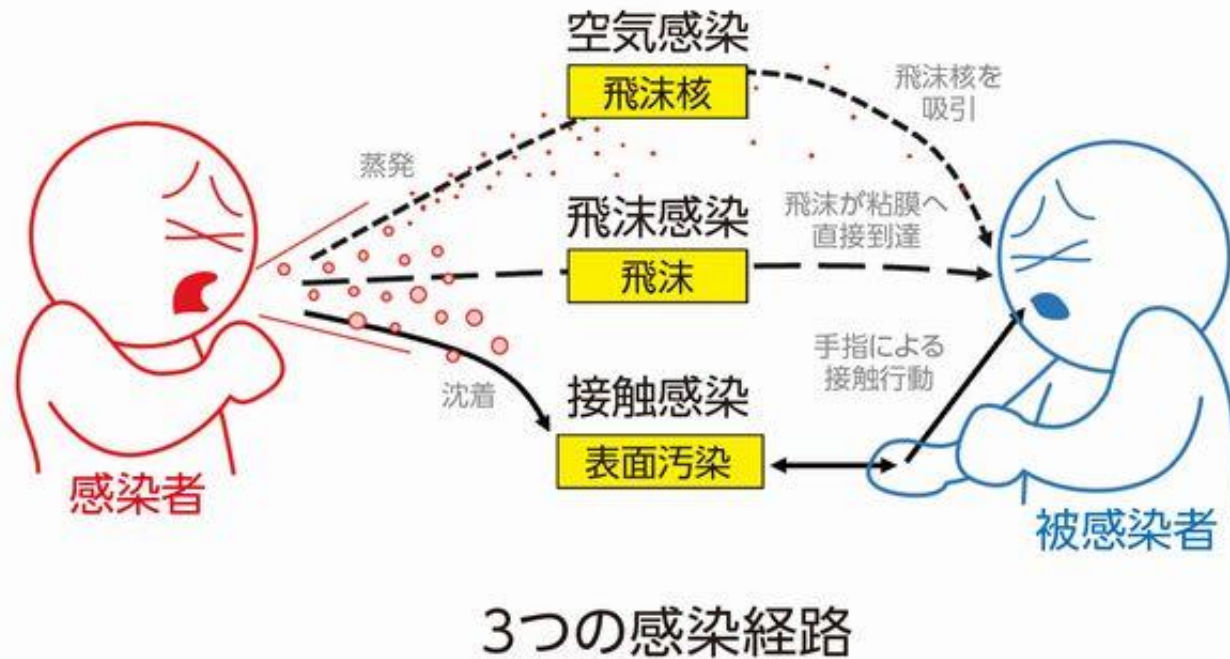 空気感染
飛沫核
飛沫核を
吸引
蒸発
飛沫感染
飛沫
飛沫が粘膜へ
直接到達
接触感染
表面汚染
沈着
手指による
接触行動
感染者
被感染者
3つの感染経路